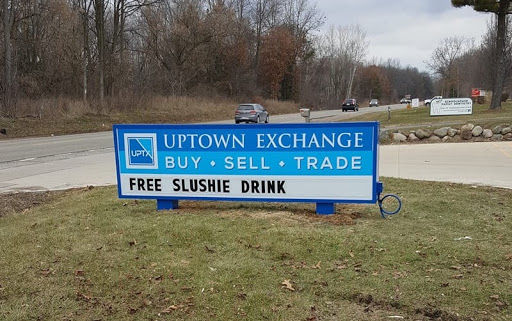 UPTOWN EXCHANGE
UPTX
BUY • SELL • TRADE
FREE SLUSHIE DRINK